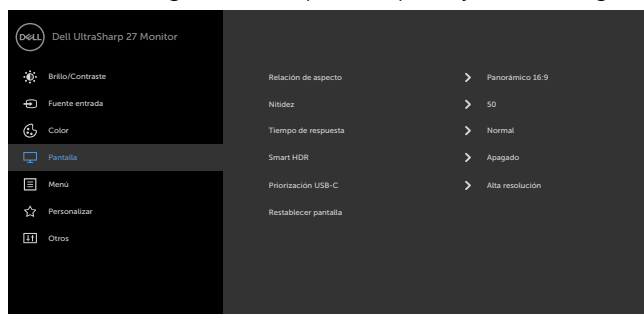 DELL Dell UltraSharp 27 Monitor
Brillo/Contraste
Fuente entrada
Color
Pantalla
Menú
Personalizar
Otros
Relación de aspecto Panorámico 16:9
Nitidez 50
Tiempo de respuesta Normal
Smart HDR Apagado
Priorización USB-C Alta resolución
Restablecer pantalla